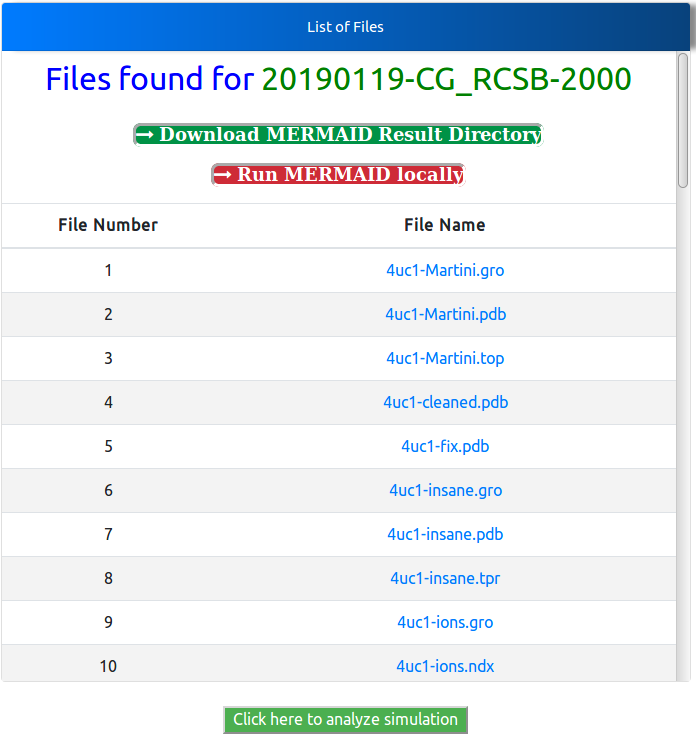 List of Files
Files found for 20190119-CG_RCSB-2000
→ Download MERMAID Result Directory
→ Run MERMAID locally
File Number File Name
1 4uc1-Martini.gro
2 4uc1-Martini.pdb
3 4uc1-Martini.top
4 4uc1-cleaned.pdb
5 4uc1-fix.pdb
6 4uc1-insane.gro
7 4uc1-insane.pdb
8 4uc1-insane.tpr
9 4uc1-ions.gro
10 4uc1-ions.ndx
Click here to analyze simulation